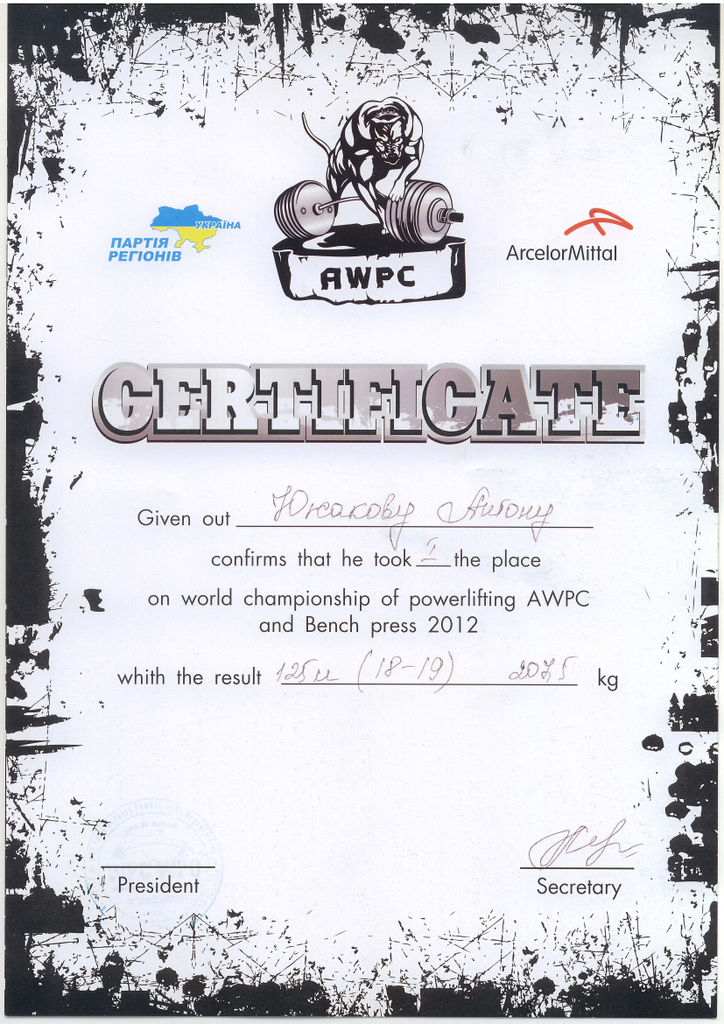 УКРАЇНА
ПАРТІЯ
РЕГІОНІВ
AWPC
ArcelorMittal
CERTIFICATE
Given out Южакову Антону
confirms that he took I the place
on world championship of powerlifting AWPC
and Bench press 2012
whith the result 125 (18-19) 207,5 kg
President
Secretary